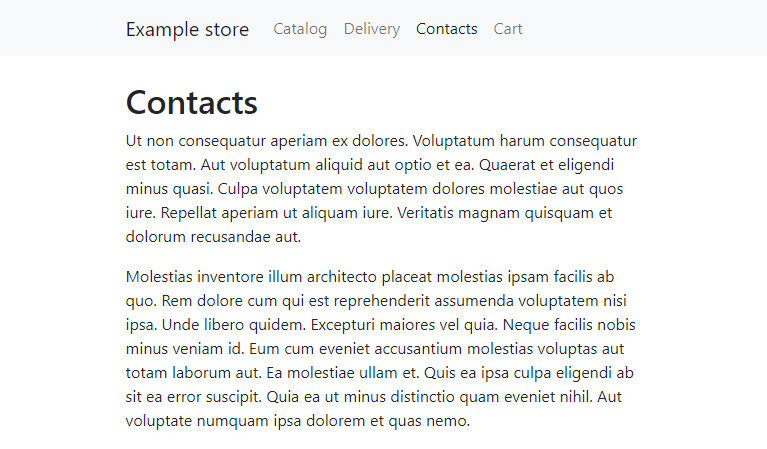 Example store Catalog Delivery Contacts Cart
Contacts
Ut non consequatur aperiam ex dolores. Voluptatum harum consequatur
est totam. Aut voluptatum aliquid aut optio et ea. Quaerat et eligendi
minus quasi. Culpa voluptatem voluptatem dolores molestiae aut quos
iure. Repellat aperiam ut aliquam iure. Veritatis magnam quisquam et
dolorum recusandae aut.
Molestias inventore illum architecto placeat molestias ipsam facilis ab
quo. Rem dolore cum qui est reprehenderit assumenda voluptatem nisi
ipsa. Unde libero quidem. Excepturi maiores vel quia. Neque facilis nobis
minus veniam id. Eum cum eveniet accusantium molestias voluptas aut
totam laborum aut. Ea molestiae ullam et. Quis ea ipsa culpa eligendi ab
sit ea error suscipit. Quia ea ut minus distinctio quam eveniet nihil. Aut
voluptate numquam ipsa dolorem et quas nemo.